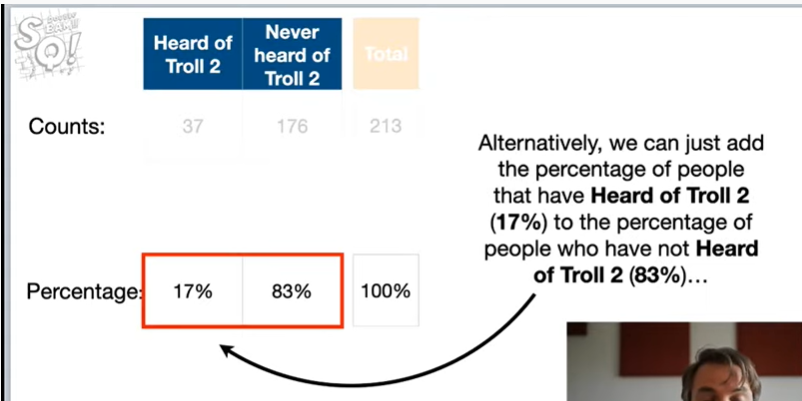 Heard of
Troll 2
Never
heard of
Troll 2
Total
Counts:
37
176
213
Alternatively, we can just add
the percentage of people
that have Heard of Troll 2
(17%) to the percentage of
people who have not Heard
of Troll 2 (83%)...
Percentage:
17%
83%
100%